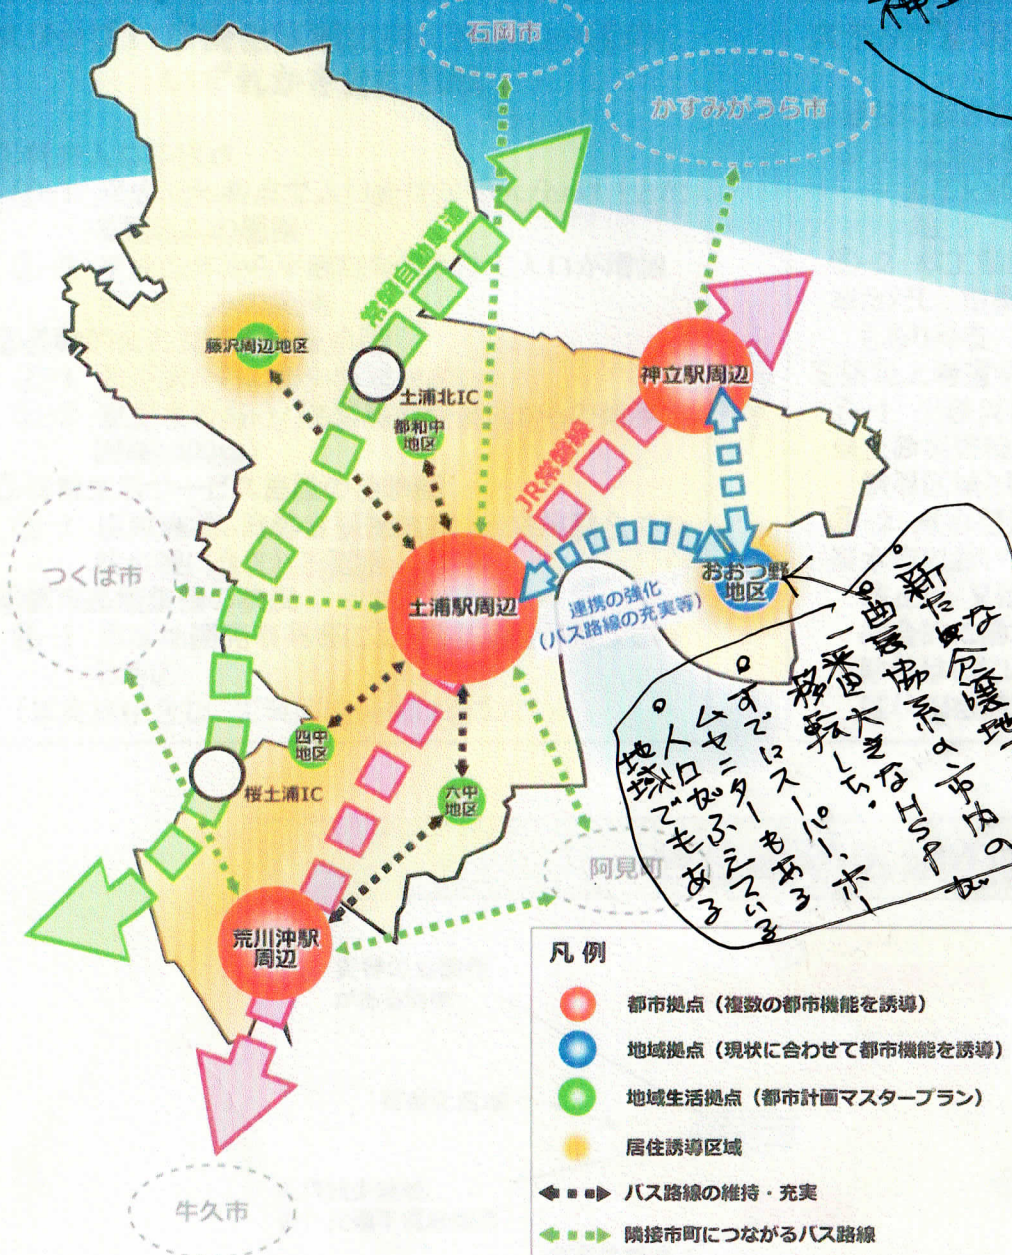 石岡市
かすみがうら市
常磐自動車道
藤沢周辺地区
土浦北IC
都和中
地区
神立駅周辺
JR常磐線
つくば市
土浦駅周辺
おおつ野
地区
連携の強化
(バス路線の充実等)
四中
地区
桜土浦IC
六中
地区
阿見町
荒川沖駅
周辺
牛久市
新たな分譲地
農協系の市内の
一番大きなHSPが
移転した。
すでにスーパー、ホー
ムセンターもある
人口がふえている
地域でもある
凡例
都市拠点(複数の都市機能を誘導)
地域拠点(現状に合わせて都市機能を誘導)
地域生活拠点(都市計画マスタープラン)
居住誘導区域
バス路線の維持・充実
隣接市町につながるバス路線